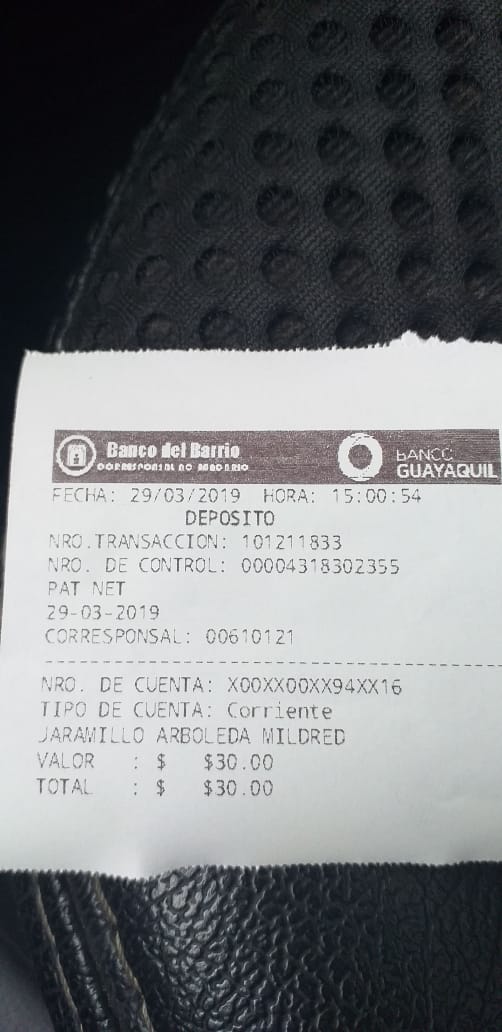 Banco del Barrio
CORRESPONSAL NO BANCARIO
BANCO
GUAYAQUIL
FECHA: 29/03/2019 HORA: 15:00:54
DEPOSITO
NRO.TRANSACCION: 101211833
NRO. DE CONTROL: 00004318302355
PAT NET
29-03-2019
CORRESPONSAL: 00610121
NRO. DE CUENTA: X00XX00XX94XX16
TIPO DE CUENTA: Corriente
JARAMILLO ARBOLEDA MILDRED
VALOR : $ $30.00
TOTAL : $ $30.00